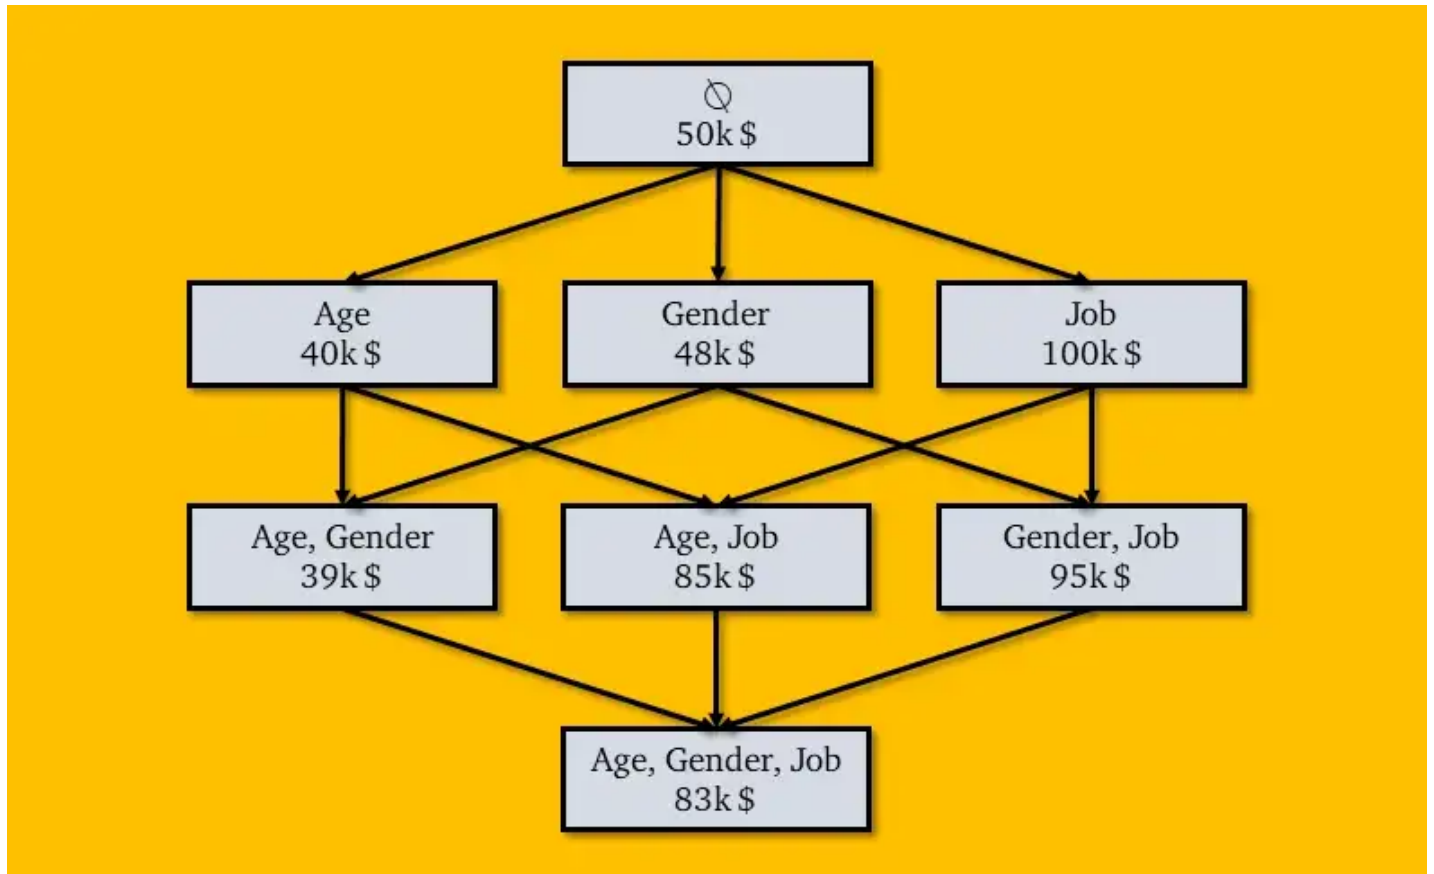 ∅
50k $
Age
40k $
Gender
48k $
Job
100k $
Age, Gender
39k $
Age, Job
85k $
Gender, Job
95k $
Age, Gender, Job
83k $